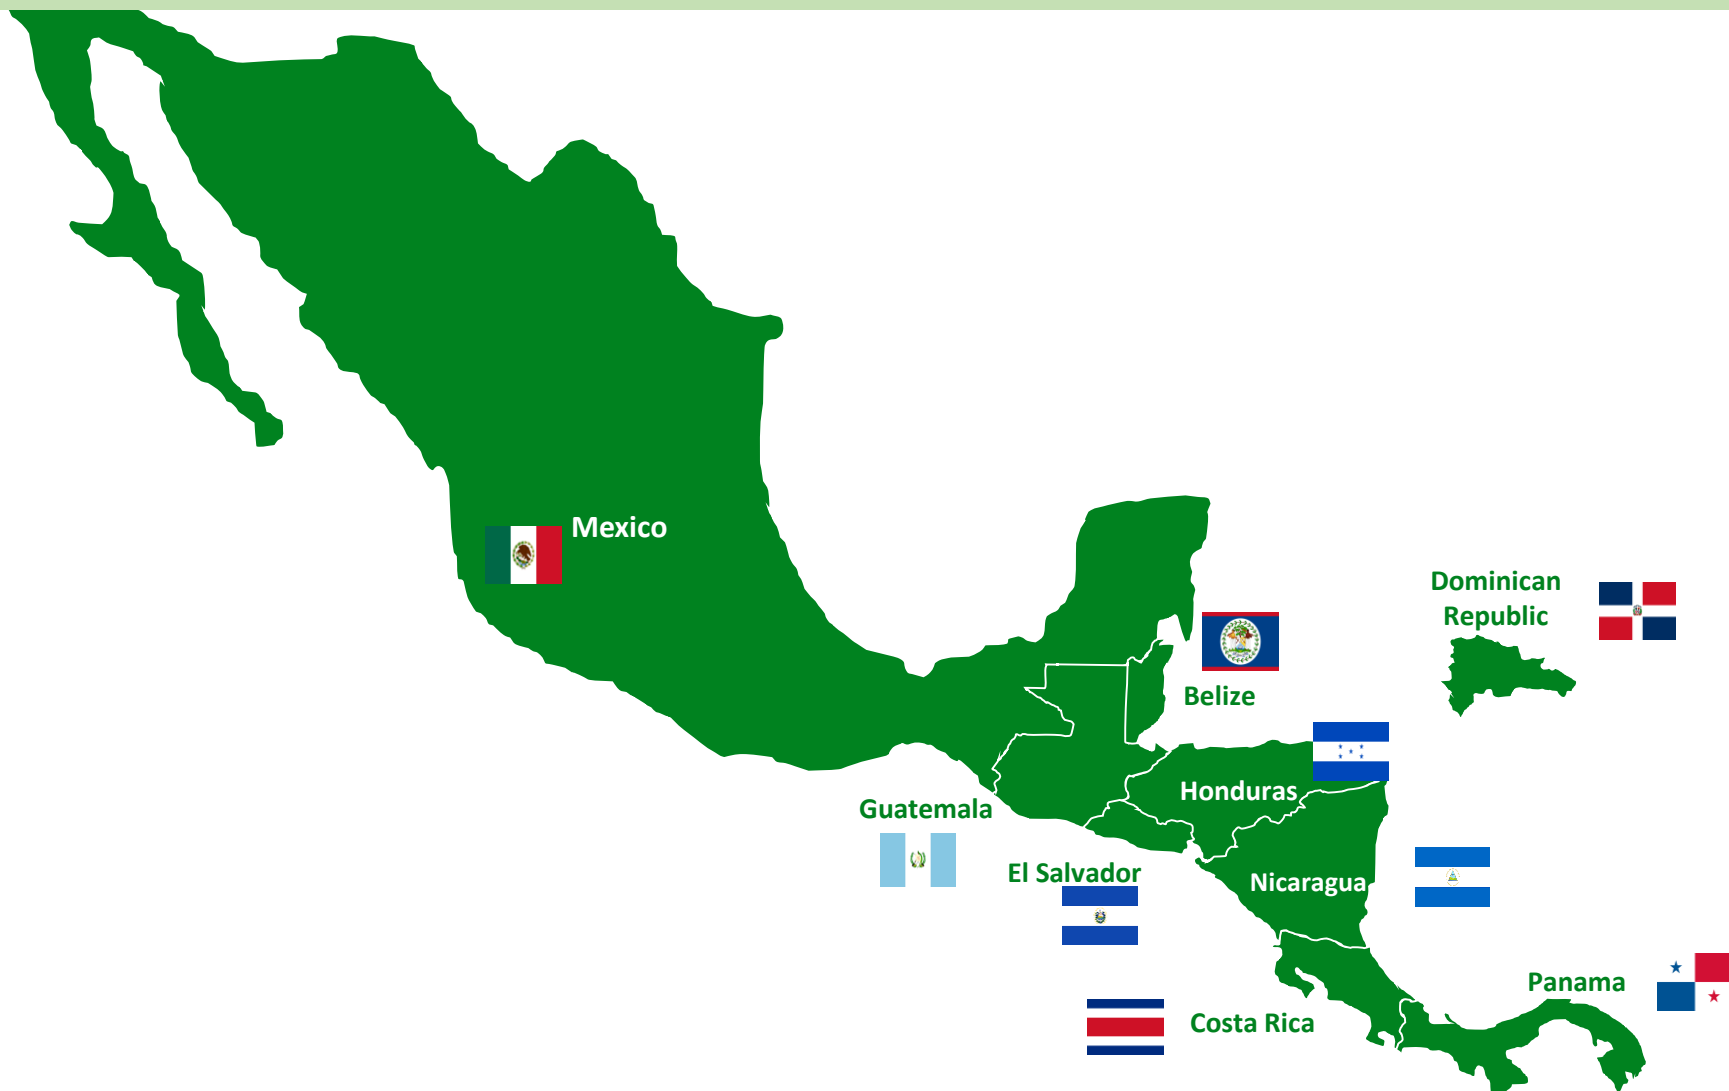 Mexico
Dominican
Republic
Belize
Honduras
Guatemala
El Salvador
Nicaragua
Panama
Costa Rica